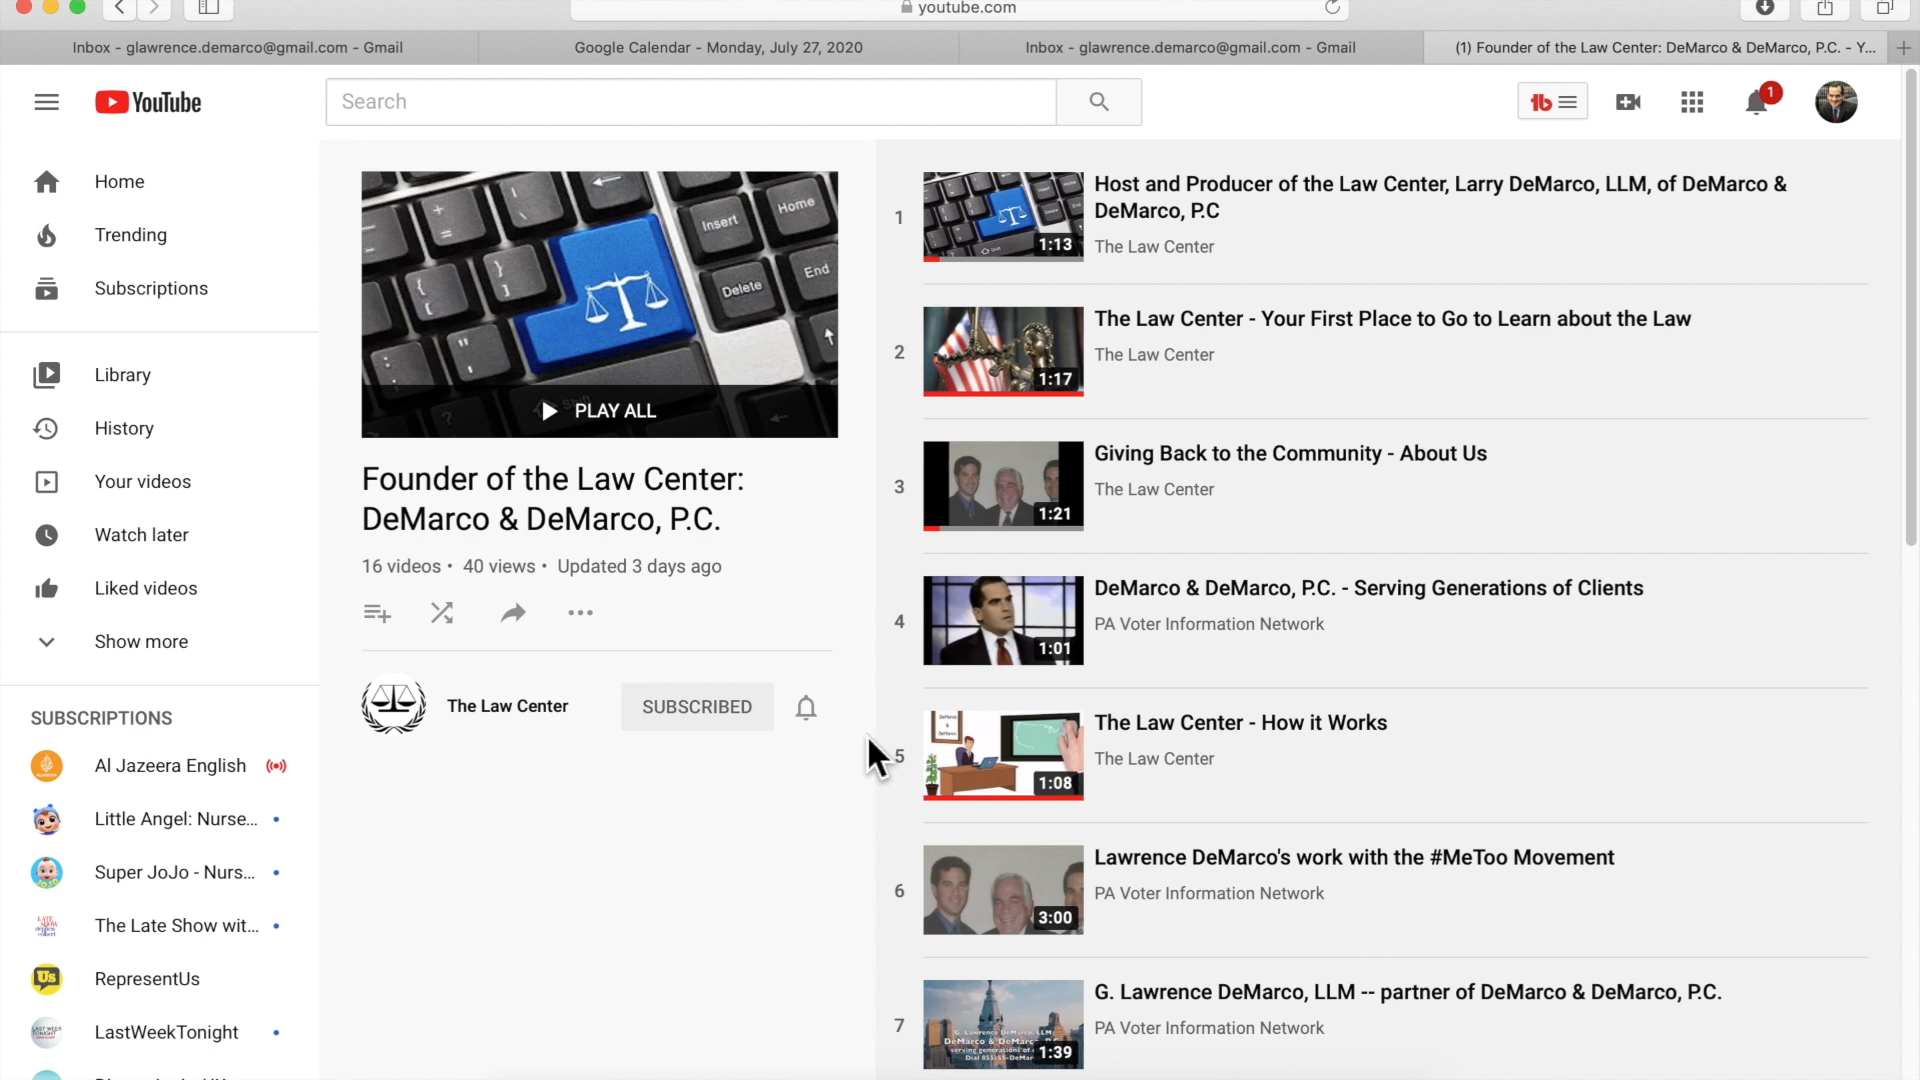 youtube.com
Inbox - glawrence.demarco@gmail.com - Gmail
Google Calendar - Monday, July 27, 2020
Inbox - glawrence.demarco@gmail.com - Gmail
(1) Founder of the Law Center: DeMarco & DeMarco, P.C. - Y...
YouTube
Search
1
Home
Trending
Subscriptions
Library
History
Your videos
Watch later
Liked videos
Show more
SUBSCRIPTIONS
Al Jazeera English
Little Angel: Nurse...
Super JoJo - Nurs...
The Late Show wit...
RepresentUs
LastWeekTonight
Insert
Home
Delete
End
PLAY ALL
Founder of the Law Center:
DeMarco & DeMarco, P.C.
16 videos • 40 views • Updated 3 days ago
The Law Center
SUBSCRIBED
1
1:13
Host and Producer of the Law Center, Larry DeMarco, LLM, of DeMarco &
DeMarco, P.C
The Law Center
2
1:17
The Law Center - Your First Place to Go to Learn about the Law
The Law Center
3
1:21
Giving Back to the Community - About Us
The Law Center
4
1:01
DeMarco & DeMarco, P.C. - Serving Generations of Clients
PA Voter Information Network
5
1:08
The Law Center - How it Works
The Law Center
6
3:00
Lawrence DeMarco's work with the #MeToo Movement
PA Voter Information Network
7
G. Lawrence DeMarco, LLM
1:39
G. Lawrence DeMarco, LLM -- partner of DeMarco & DeMarco, P.C.
PA Voter Information Network